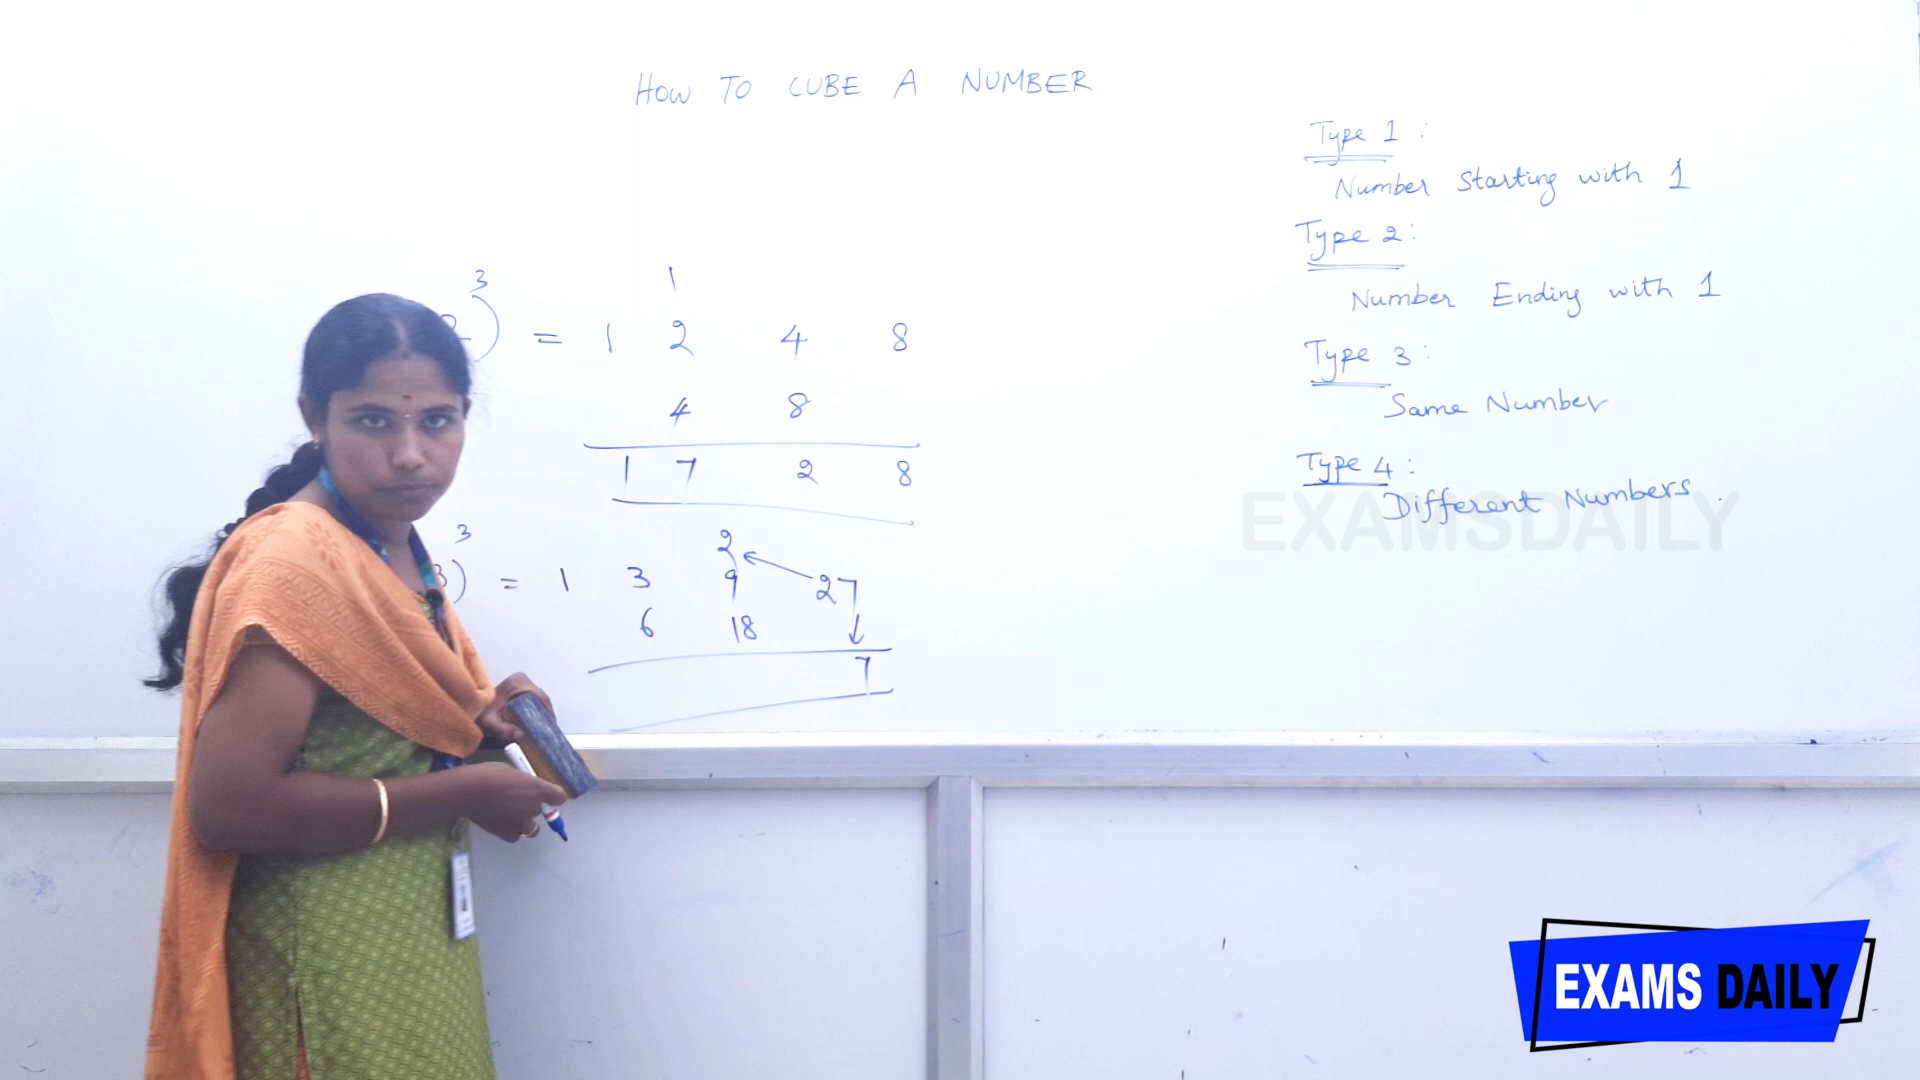 HOW TO CUBE A NUMBER
Type 1 :
Number Starting with 1
Type 2 :
Number Ending with 1
Type 3 :
Same Number
Type 4 :
Different Numbers .
3
1
2) = 1 2 4 8
4 8
1 7 2 8
3
2
3) = 1 3 9 27
6 18
7
EXAMSDAILY
EXAMS DAILY